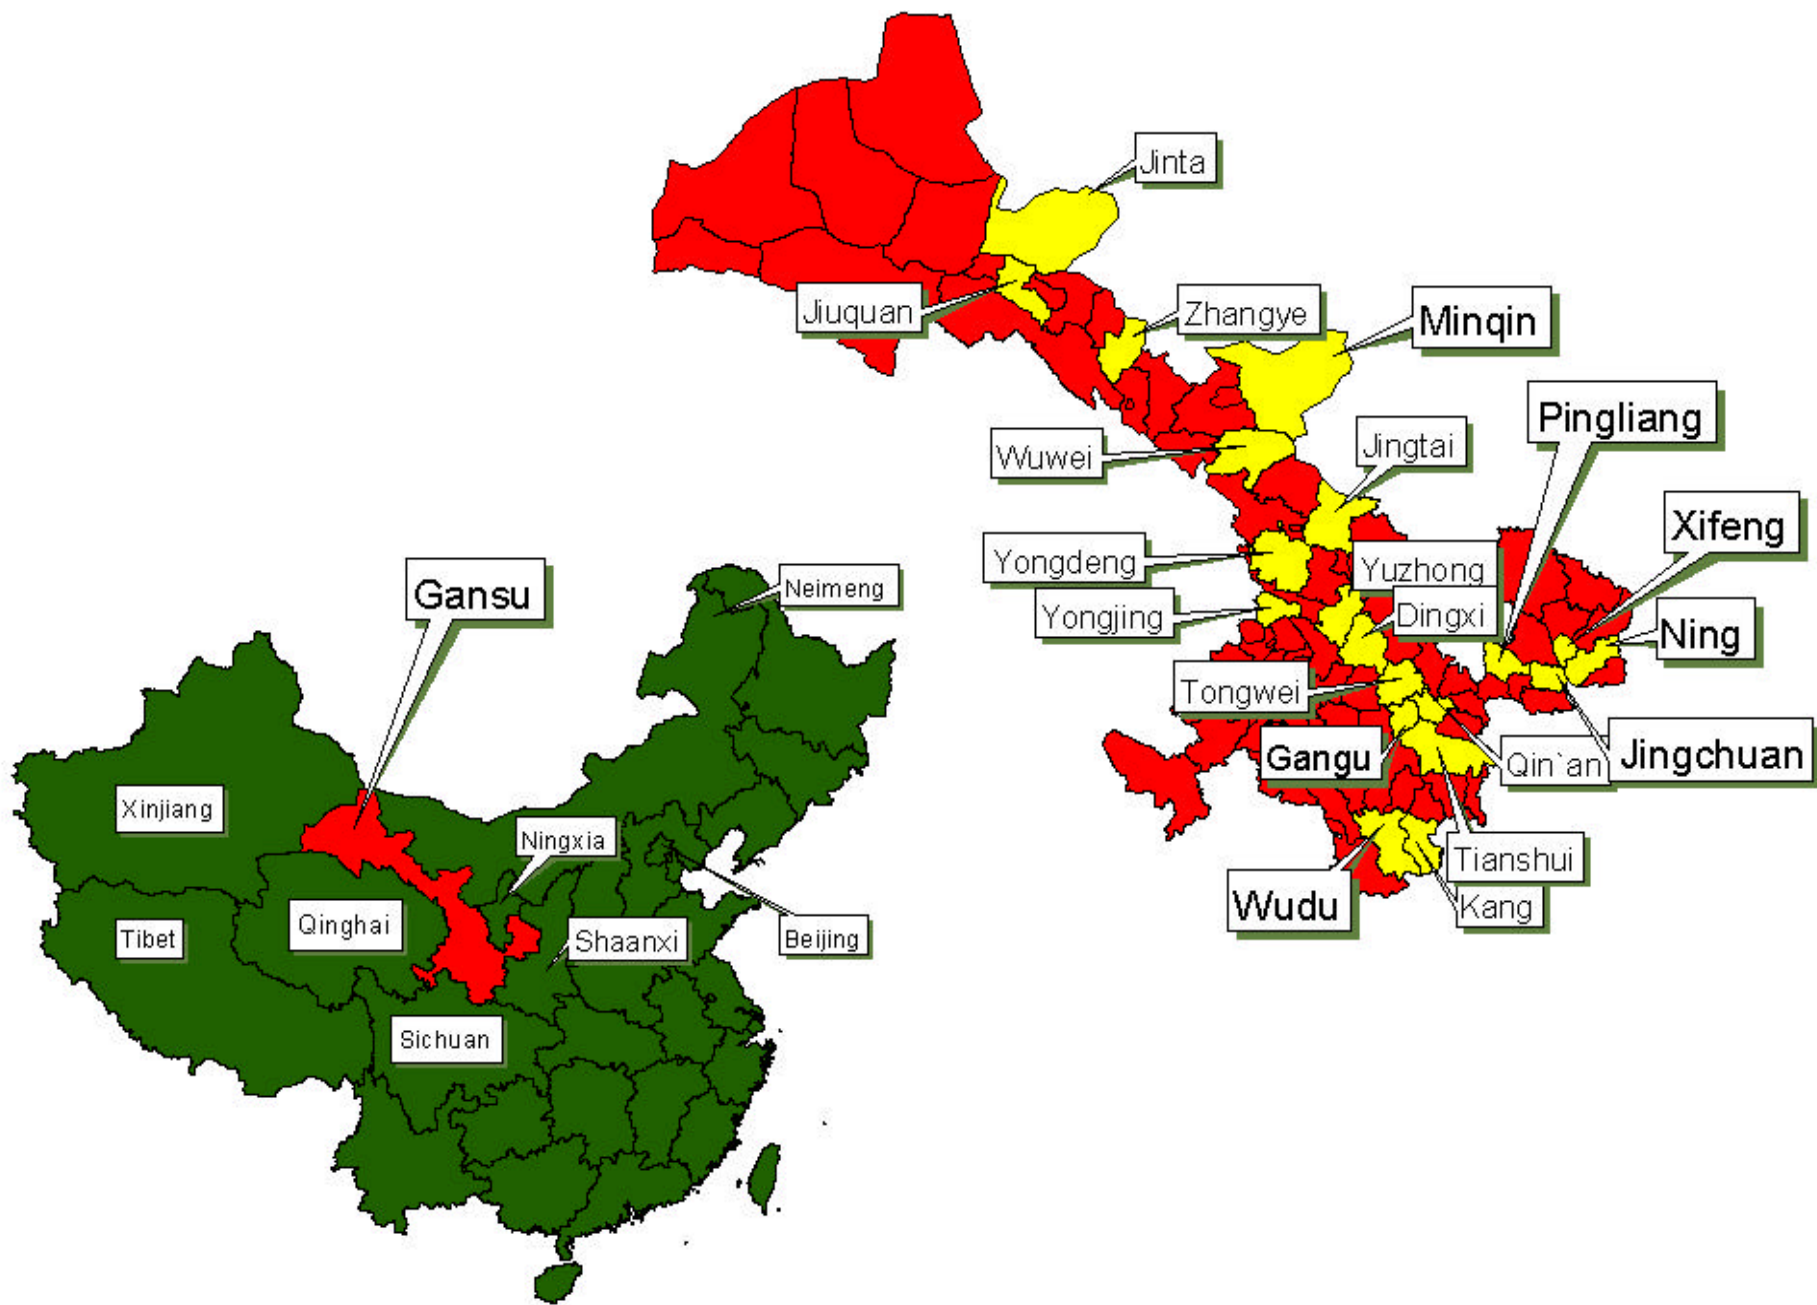 Jinta
Jiuquan
Zhangye
Minqin
Pingliang
Wuwei
Jingtai
Xifeng
Yongdeng
Yuzhong
Yongjing
Dingxi
Ning
Tongwei
Gangu
Qin`an
Jingchuan
Tianshui
Wudu
Kang
Gansu
Neimeng
Xinjiang
Ningxia
Tibet
Qinghai
Shaanxi
Beijing
Sichuan